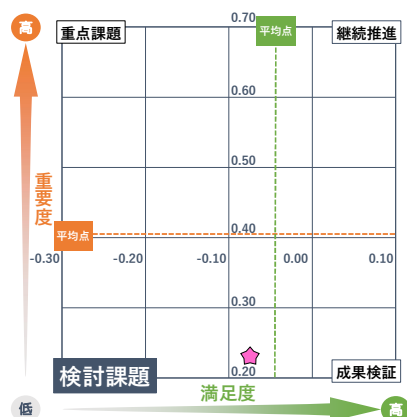 高
重点課題
0.70
平均点
継続推進
0.60
0.50
重要度
0.40
平均点
-0.30
-0.20
-0.10
0.00
0.10
0.30
検討課題
0.20
成果検証
満足度
低
高